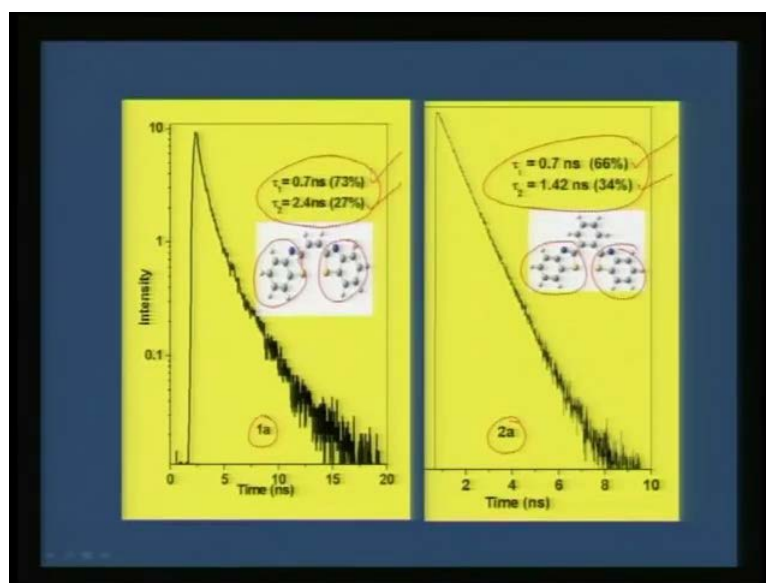 10
1
0.1
Intensity
τ₁ = 0.7ns (73%)
τ₂ = 2.4ns (27%)
1a
0 5 10 15 20
Time (ns)
τ₁ = 0.7 ns (66%)
τ₂ = 1.42 ns (34%)
2a
2 4 6 8 10
Time (ns)